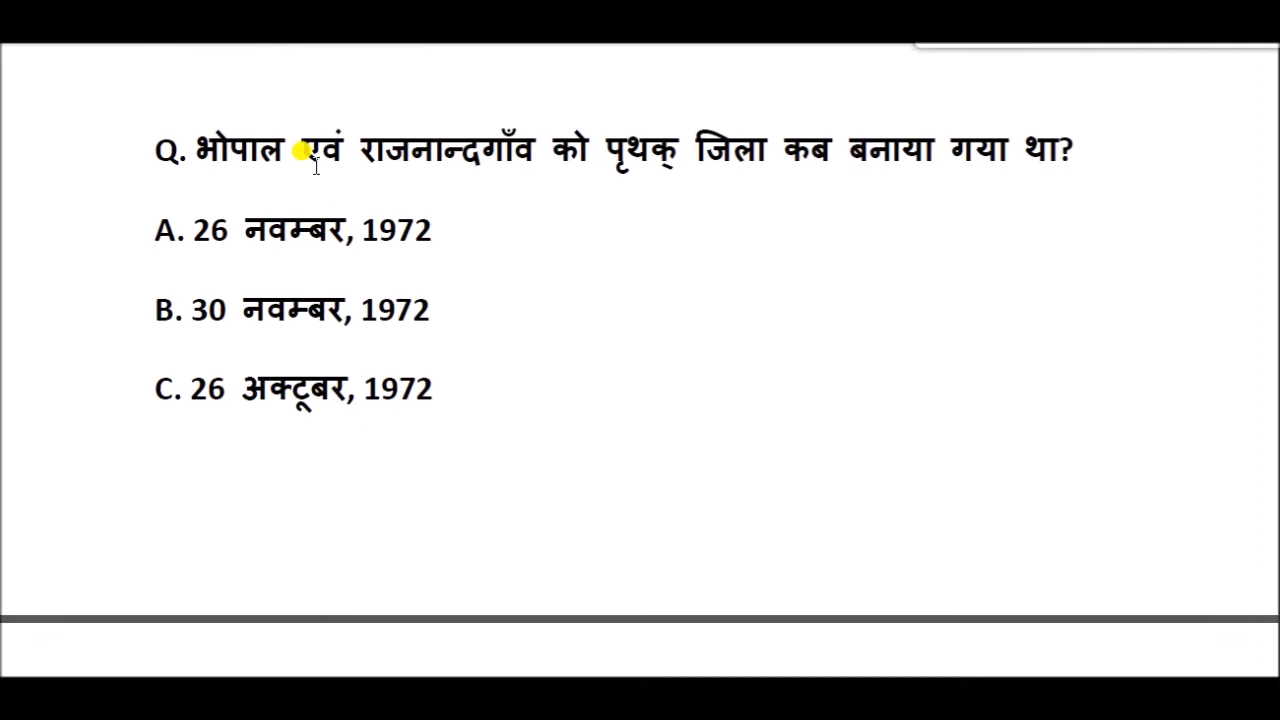 Q. भोपाल एवं राजनान्दगाँव को पृथक् जिला कब बनाया गया था?
A. 26 नवम्बर, 1972
B. 30 नवम्बर, 1972
C. 26 अक्टूबर, 1972